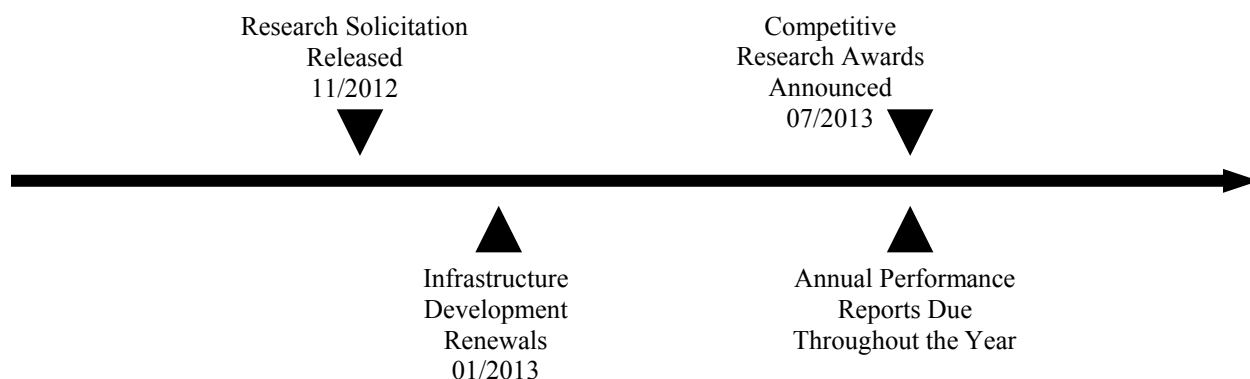 Research Solicitation
Released
11/2012
Competitive
Research Awards
Announced
07/2013
Infrastructure
Development
Renewals
01/2013
Annual Performance
Reports Due
Throughout the Year